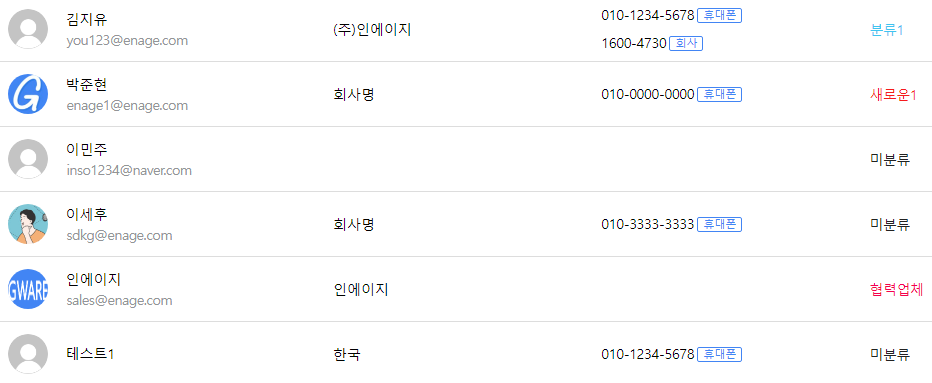 김지유
you123@enage.com
(주)인에이지
010-1234-5678 휴대폰
1600-4730 회사
분류1
G
박준현
enage1@enage.com
회사명
010-0000-0000 휴대폰
새로운1
이민주
inso1234@naver.com
미분류
이세후
sdkg@enage.com
회사명
010-3333-3333 휴대폰
미분류
GWARE
인에이지
sales@enage.com
인에이지
협력업체
테스트1
한국
010-1234-5678 휴대폰
미분류